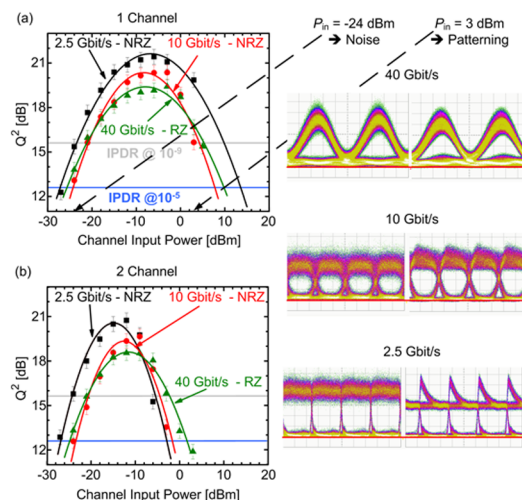 (a)
1 Channel
P_in = -24 dBm
→ Noise
P_in = 3 dBm
→ Patterning
2.5 Gbit/s - NRZ
10 Gbit/s - NRZ
40 Gbit/s - RZ
IPDR @ 10^-9
IPDR @10^-5
Q² [dB]
21
18
15
12
-30
-20
-10
0
10
20
Channel Input Power [dBm]
40 Gbit/s
10 Gbit/s
2.5 Gbit/s
(b)
2 Channel
2.5 Gbit/s - NRZ
10 Gbit/s - NRZ
40 Gbit/s - RZ
Q² [dB]
21
18
15
12
-30
-20
-10
0
10
20
Channel Input Power [dBm]